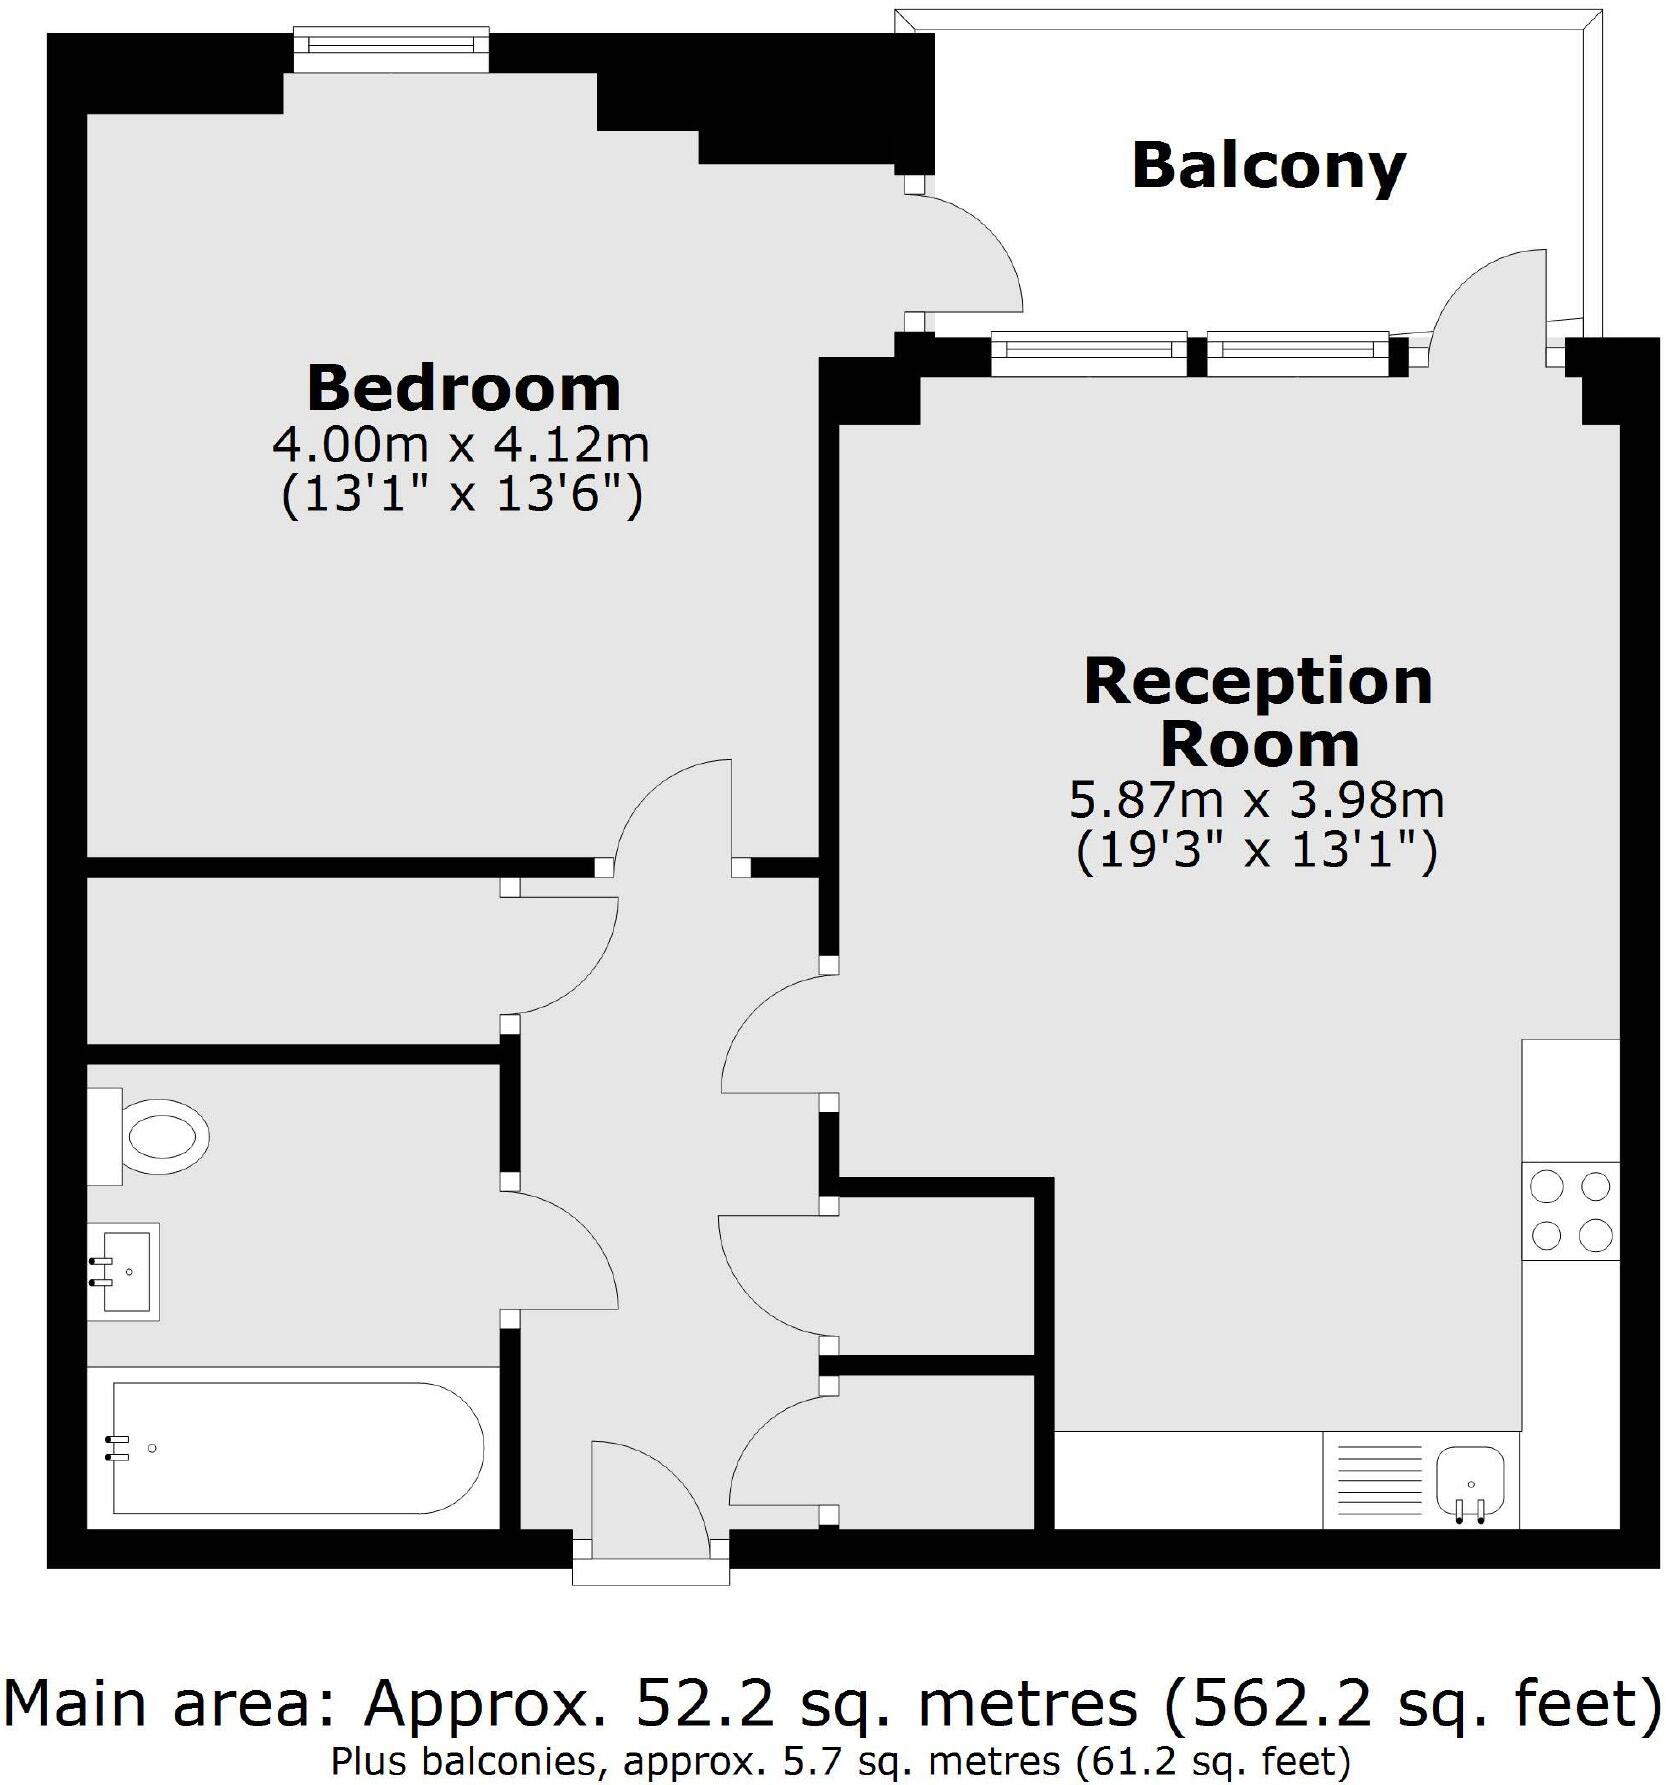 Balcony
Bedroom
4.00m x 4.12m
(13'1" x 13'6")
Reception
Room
5.87m x 3.98m
(19'3" x 13'1")
Main area: Approx. 52.2 sq. metres (562.2 sq. feet)
Plus balconies, approx. 5.7 sq. metres (61.2 sq. feet)